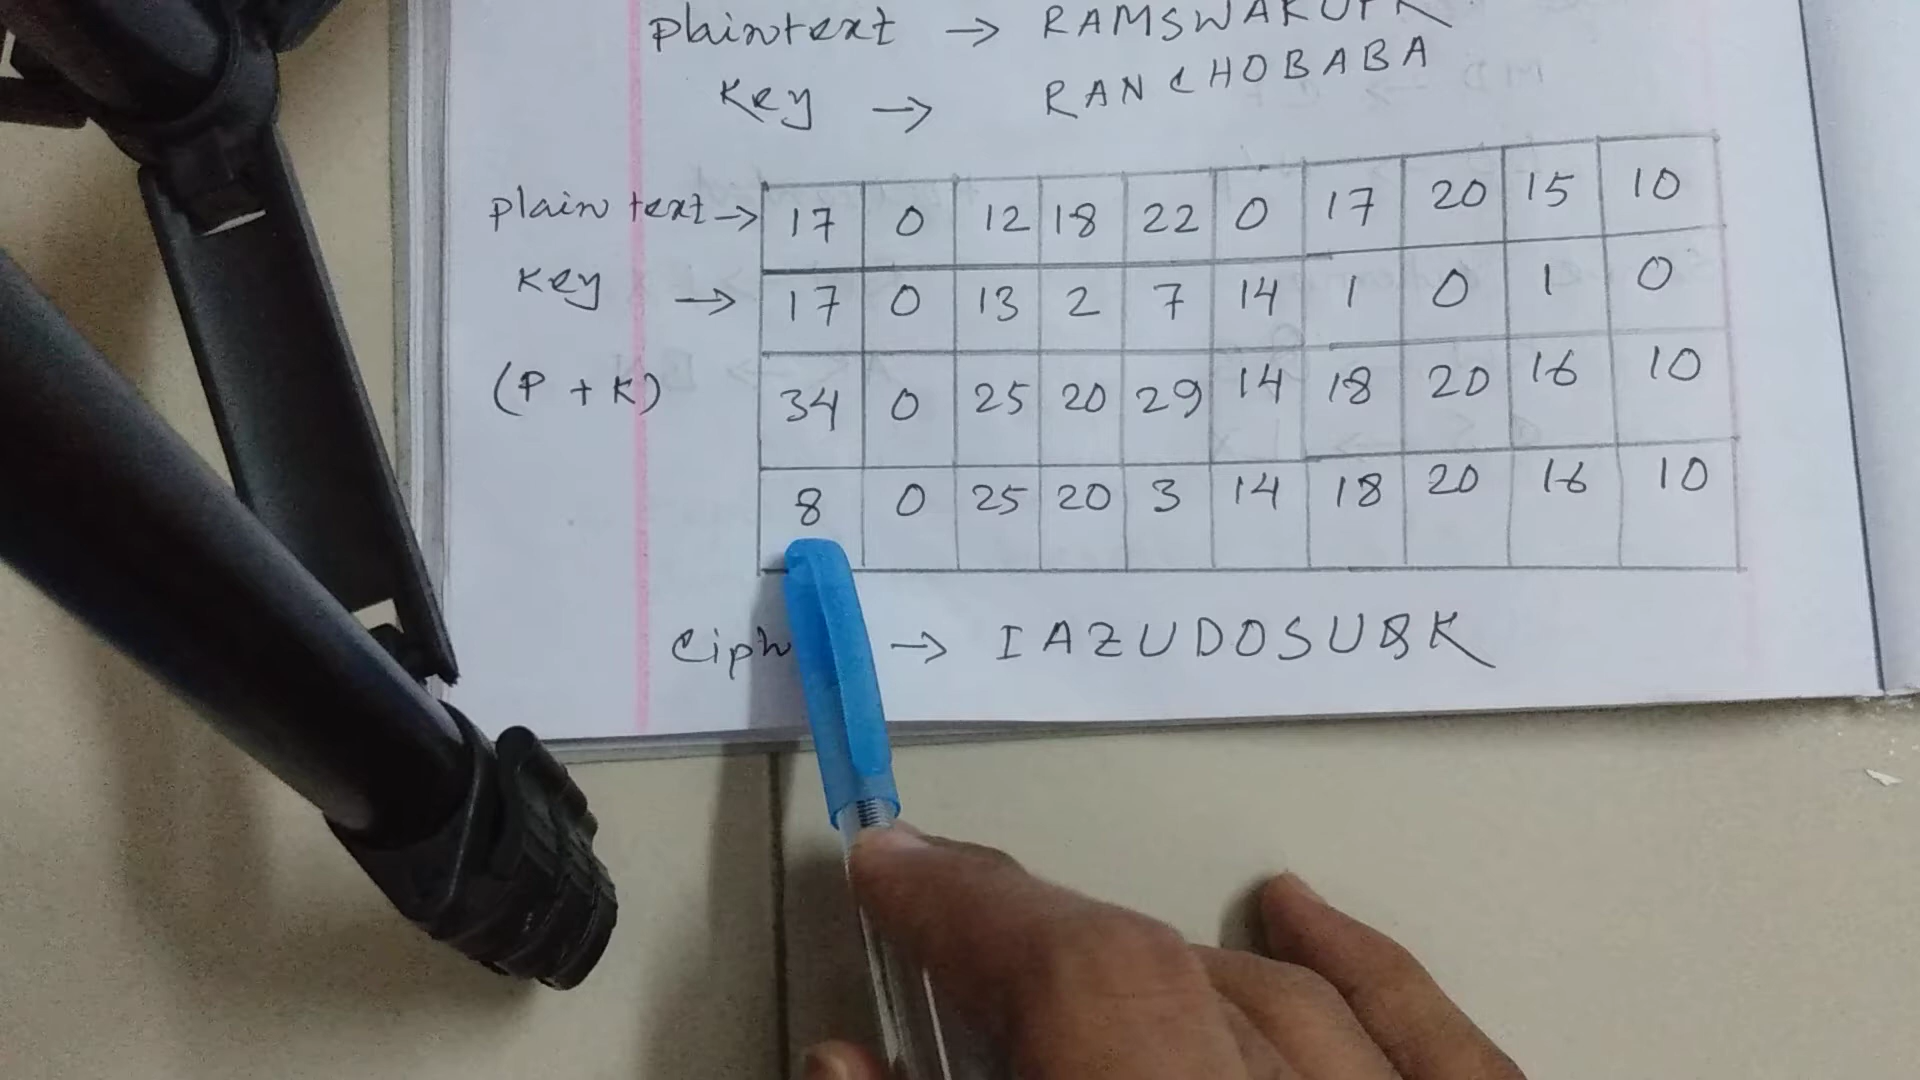 plaintext → RAMSWARUPK
Key → RANCHOBABA
plain text → 17 0 12 18 22 0 17 20 15 10
Key → 17 0 13 2 7 14 1 0 1 0
(P + K) 34 0 25 20 29 14 18 20 16 10
8 0 25 20 3 14 18 20 16 10
→ IAZUDOSUQK